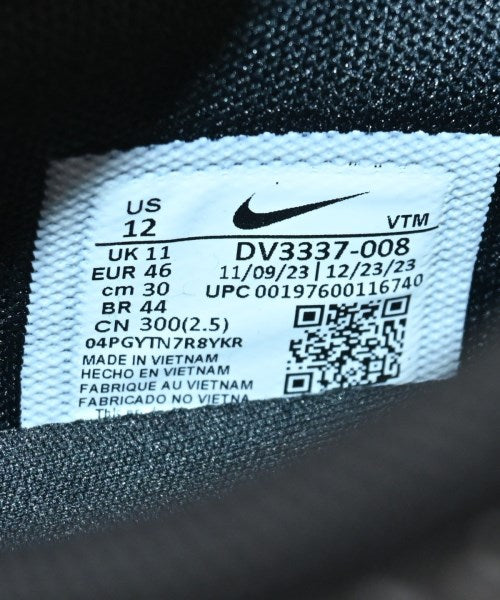 US
12
VTM
UK 11
DV3337-008
EUR 46
11/09/23 | 12/23/23
cm 30
UPC 00197600116740
BR 44
CN 300(2.5)
04PGYTN7R8YKR
MADE IN VIETNAM
HECHO EN VIETNAM
FABRIQUE AU VIETNAM
FABRICADO NO VIETNA